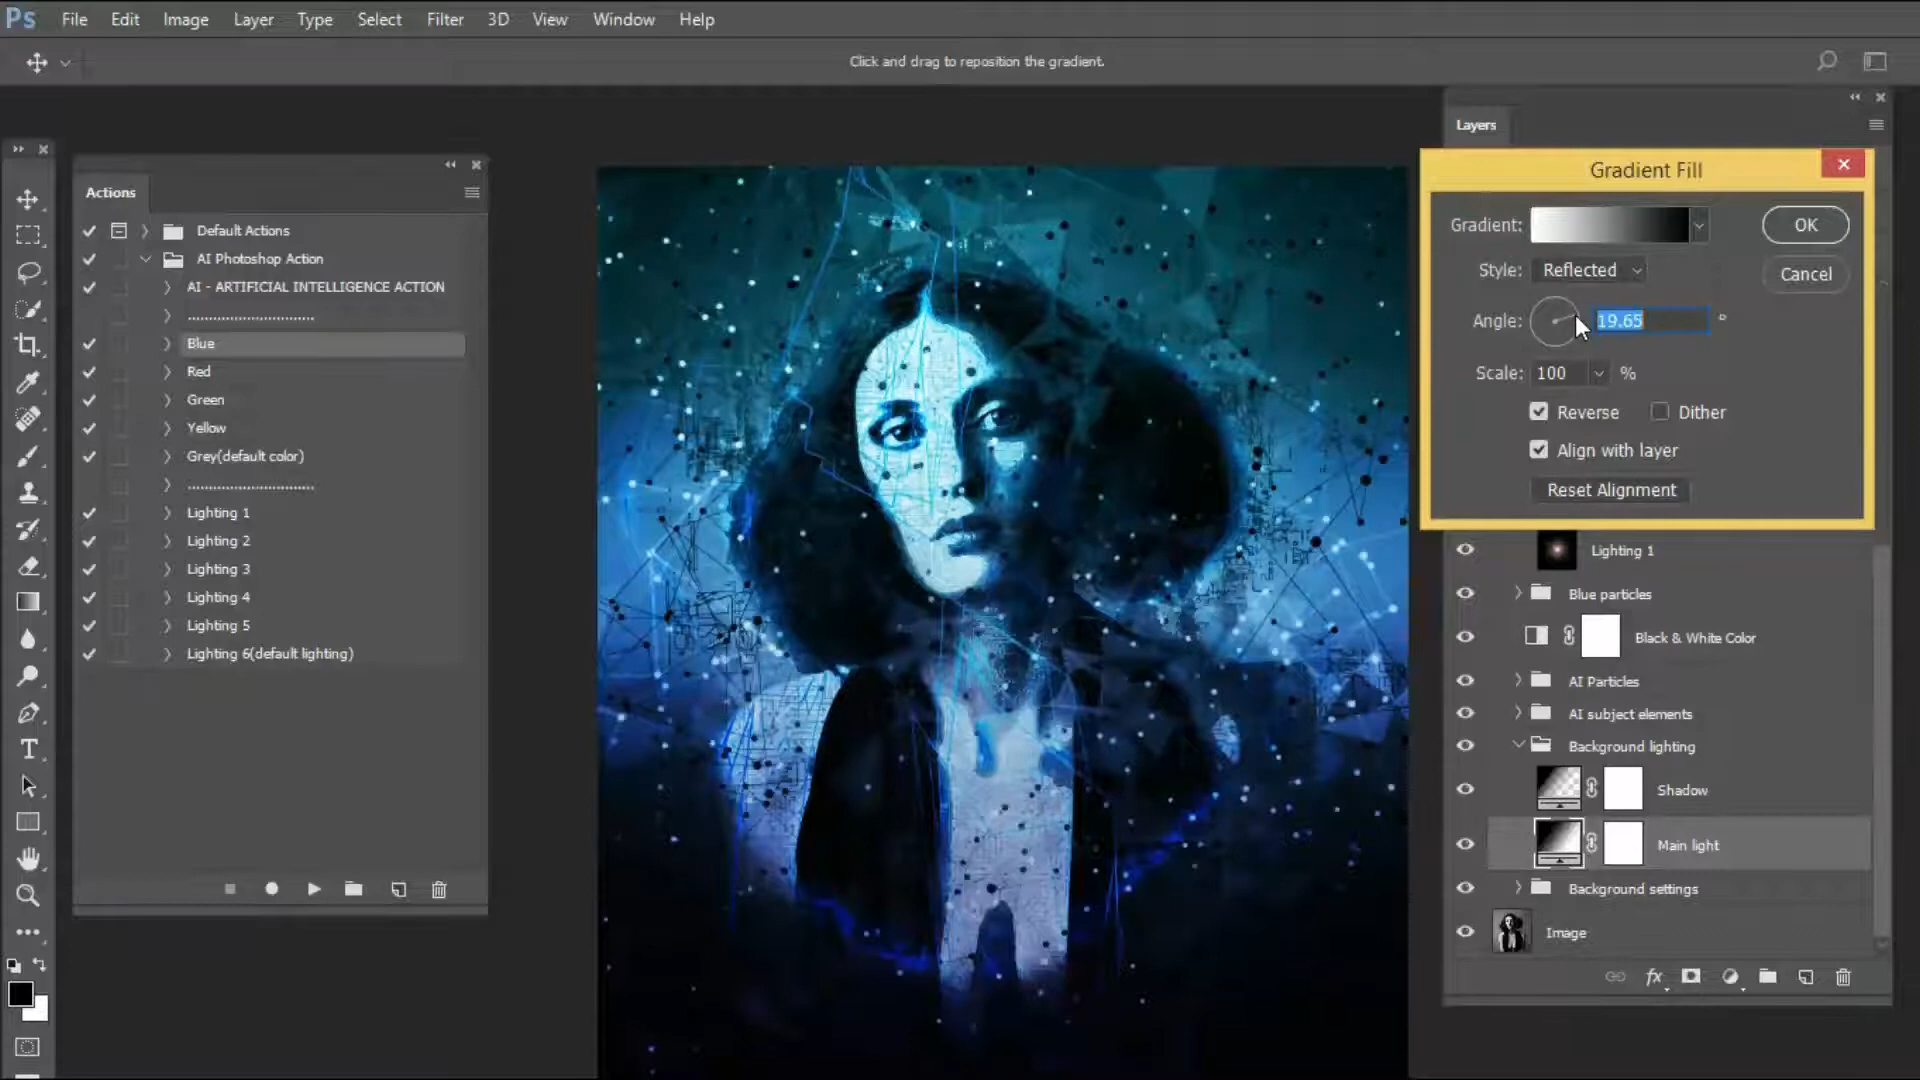 Ps File Edit Image Layer Type Select Filter 3D View Window Help
Click and drag to reposition the gradient.
Actions
Default Actions
AI Photoshop Action
AI - ARTIFICIAL INTELLIGENCE ACTION
..............................
Blue
Red
Green
Yellow
Grey(default color)
..............................
Lighting 1
Lighting 2
Lighting 3
Lighting 4
Lighting 5
Lighting 6(default lighting)
Layers
Gradient Fill
Gradient:
OK
Style: Reflected
Cancel
Angle: 19.65 °
Scale: 100 %
Reverse Dither
Align with layer
Reset Alignment
Lighting 1
Blue particles
Black & White Color
AI Particles
AI subject elements
Background lighting
Shadow
Main light
Background settings
Image
fx